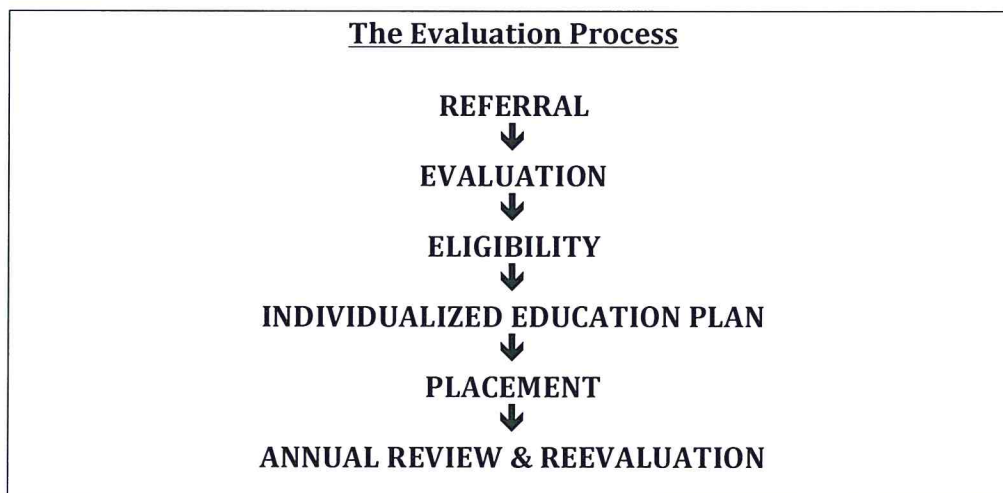 The Evaluation Process
REFERRAL
EVALUATION
ELIGIBILITY
INDIVIDUALIZED EDUCATION PLAN
PLACEMENT
ANNUAL REVIEW & REEVALUATION